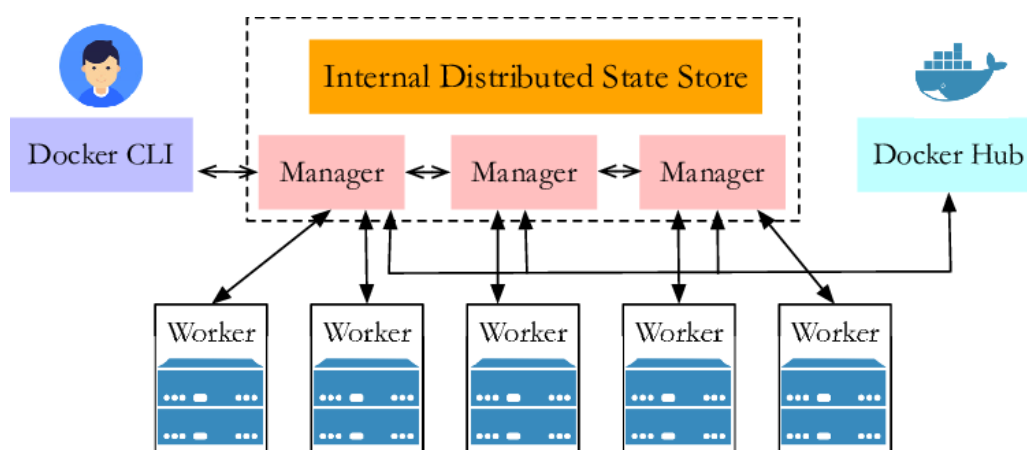 Internal Distributed State Store
Docker CLI
Manager
Manager
Manager
Docker Hub
Worker
Worker
Worker
Worker
Worker